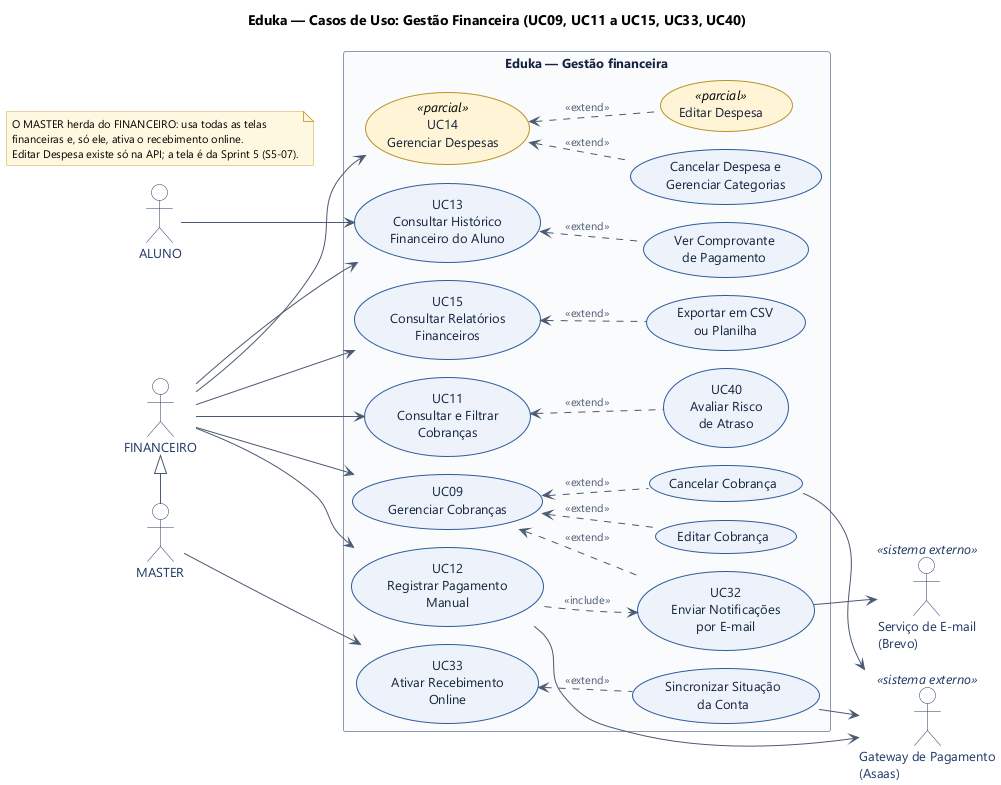 Eduka — Casos de Uso: Gestão Financeira (UC09, UC11 a UC15, UC33, UC40)
Eduka — Gestão financeira
O MASTER herda do FINANCEIRO: usa todas as telas
financeiras e, só ele, ativa o recebimento online.
Editar Despesa existe só na API; a tela é da Sprint 5 (S5-07).
ALUNO
FINANCEIRO
MASTER
«parcial»
UC14
Gerenciar Despesas
«extend»
«parcial»
Editar Despesa
«extend»
Cancelar Despesa e
Gerenciar Categorias
UC13
Consultar Histórico
Financeiro do Aluno
«extend»
Ver Comprovante
de Pagamento
UC15
Consultar Relatórios
Financeiros
«extend»
Exportar em CSV
ou Planilha
UC11
Consultar e Filtrar
Cobranças
«extend»
UC40
Avaliar Risco
de Atraso
UC09
Gerenciar Cobranças
«extend»
Cancelar Cobrança
«extend»
Editar Cobrança
«extend»
UC12
Registrar Pagamento
Manual
«include»
UC32
Enviar Notificações
por E-mail
UC33
Ativar Recebimento
Online
«extend»
Sincronizar Situação
da Conta
«sistema externo»
Serviço de E-mail
(Brevo)
«sistema externo»
Gateway de Pagamento
(Asaas)